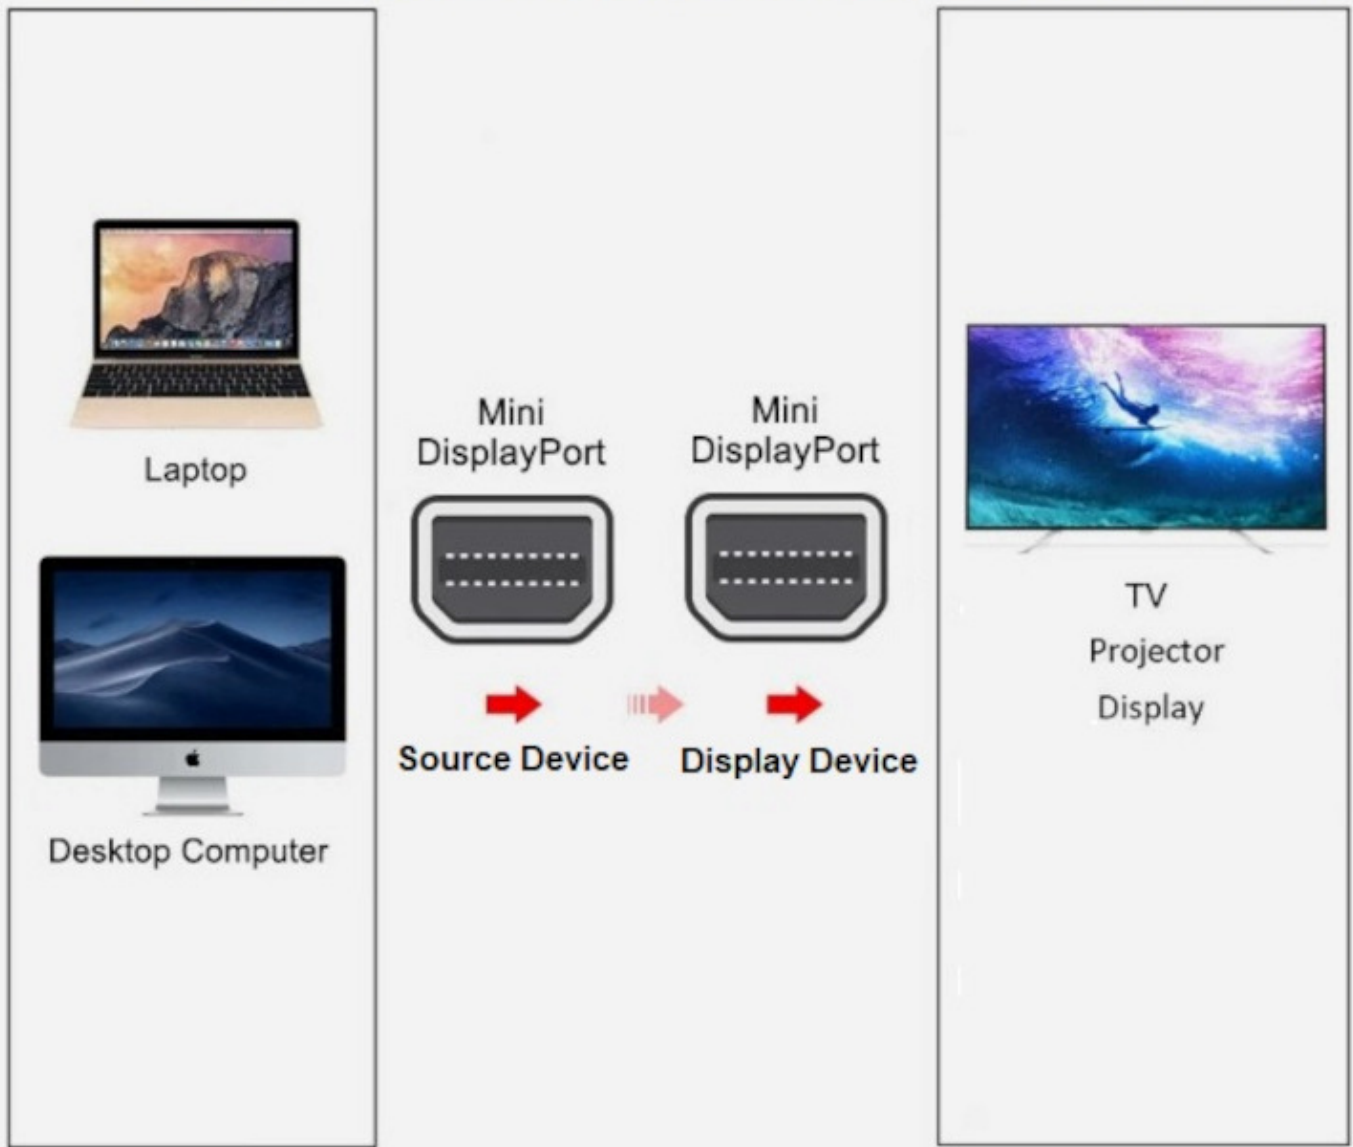 Laptop
Desktop Computer
Mini
DisplayPort
Source Device
Mini
DisplayPort
Display Device
TV
Projector
Display